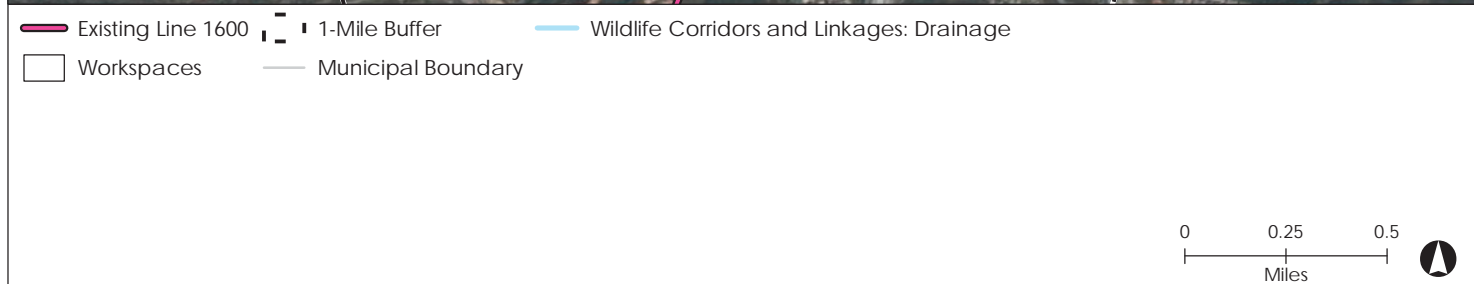 Existing Line 1600 1-Mile Buffer Wildlife Corridors and Linkages: Drainage
Workspaces Municipal Boundary
0 0.25 0.5
Miles